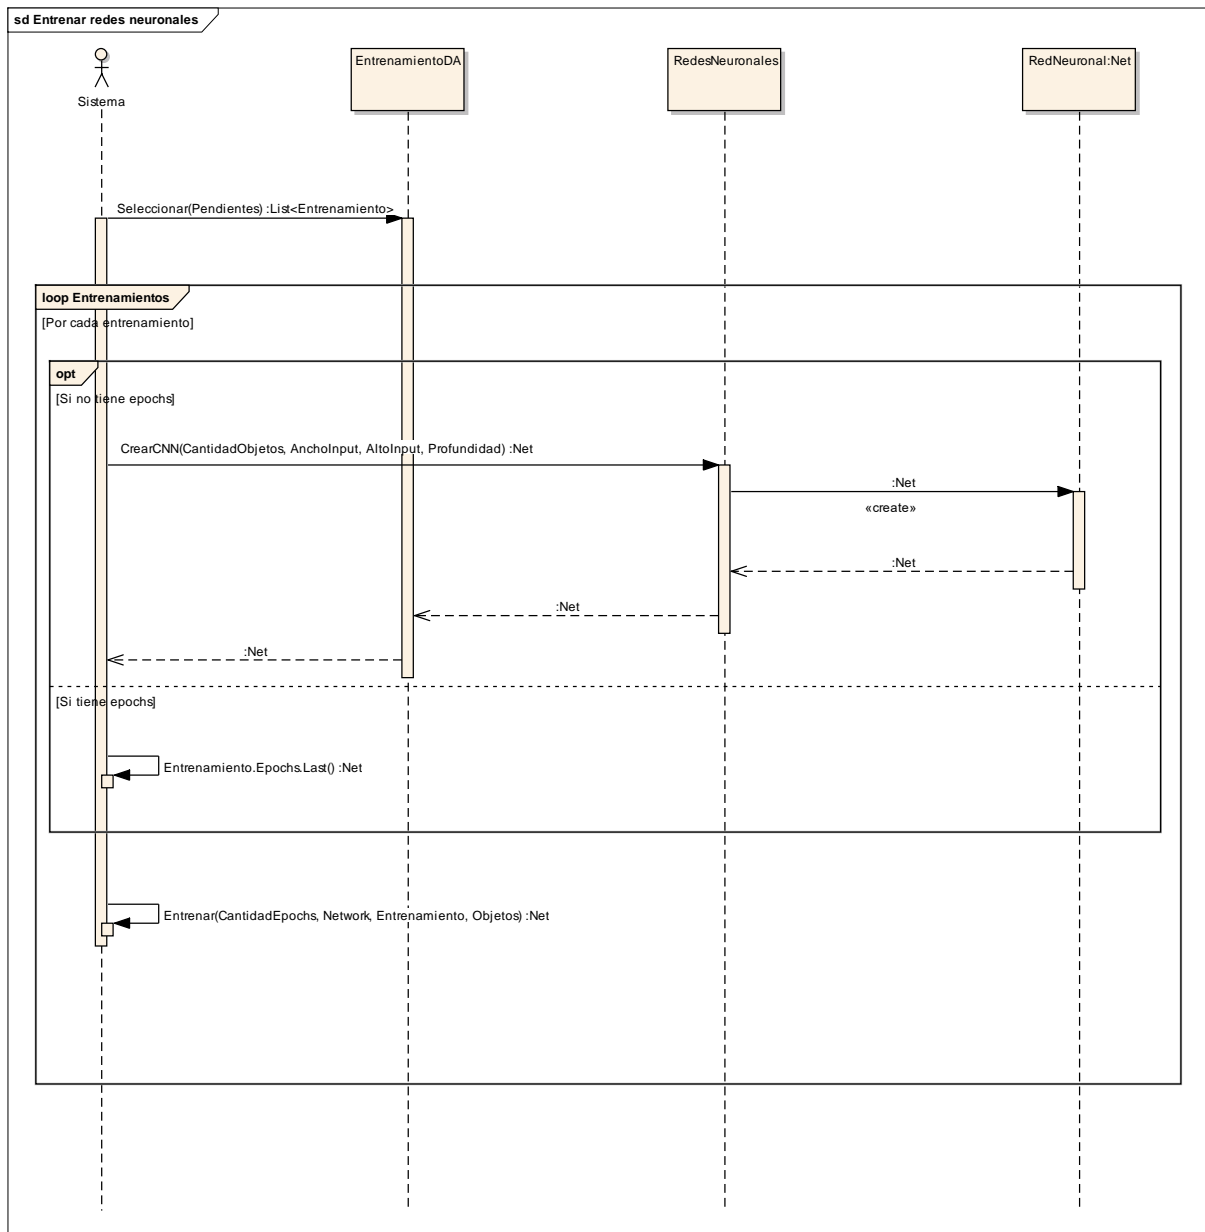 sd Entrenar redes neuronales
Sistema
EntrenamientoDA
RedesNeuronales
RedNeuronal:Net
Seleccionar(Pendientes) :List<Entrenamiento>
loop Entrenamientos
[Por cada entrenamiento]
opt
[Si no tiene epochs]
CrearCNN(CantidadObjetos, AnchoInput, AltoInput, Profundidad) :Net
:Net
«create»
:Net
:Net
:Net
[Si tiene epochs]
Entrenamiento.Epochs.Last() :Net
Entrenar(CantidadEpochs, Network, Entrenamiento, Objetos) :Net